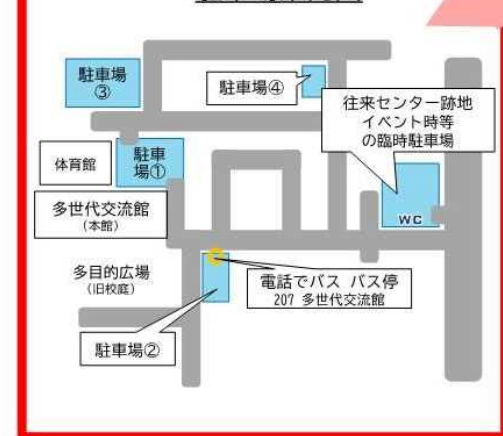 駐車場
③
駐車場④
往来センター跡地
イベント時等
の臨時駐車場
体育館
駐車
場①
多世代交流館
(本館)
WC
多目的広場
(旧校庭)
電話でバス バス停
207 多世代交流館
駐車場②